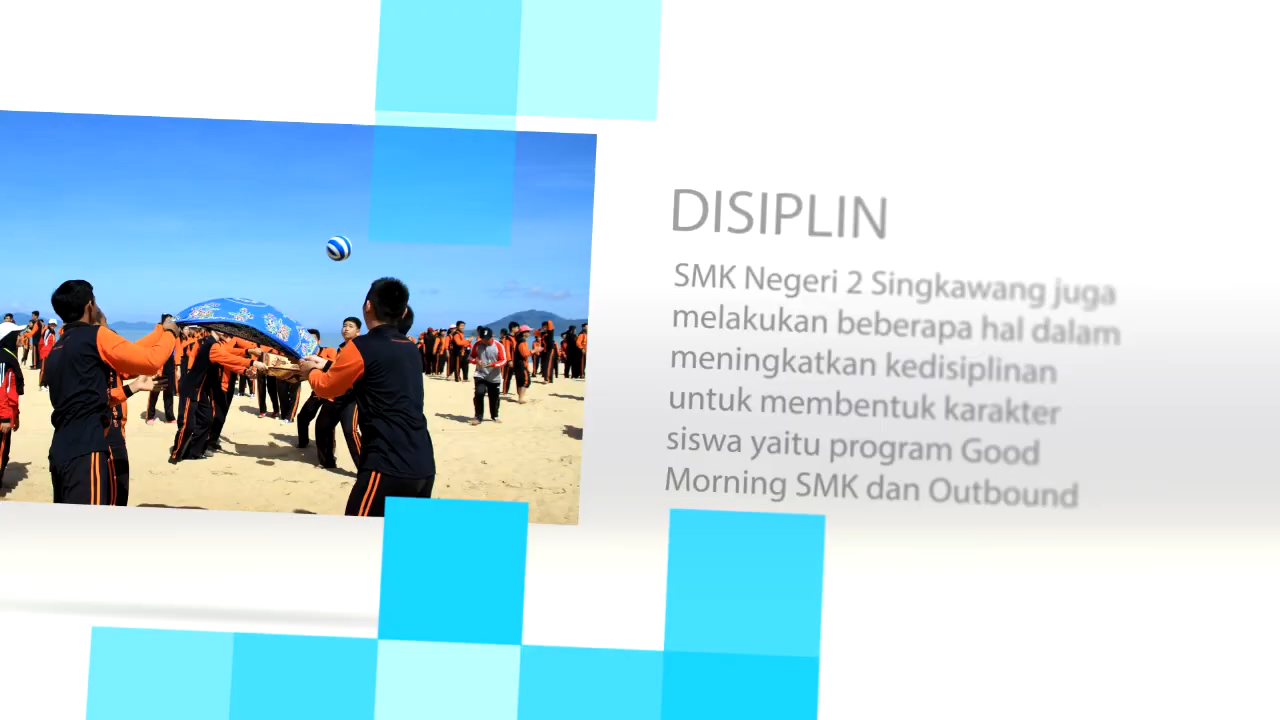 DISIPLIN
SMK Negeri 2 Singkawang juga
melakukan beberapa hal dalam
meningkatkan kedisiplinan
untuk membentuk karakter
siswa yaitu program Good
Morning SMK dan Outbound